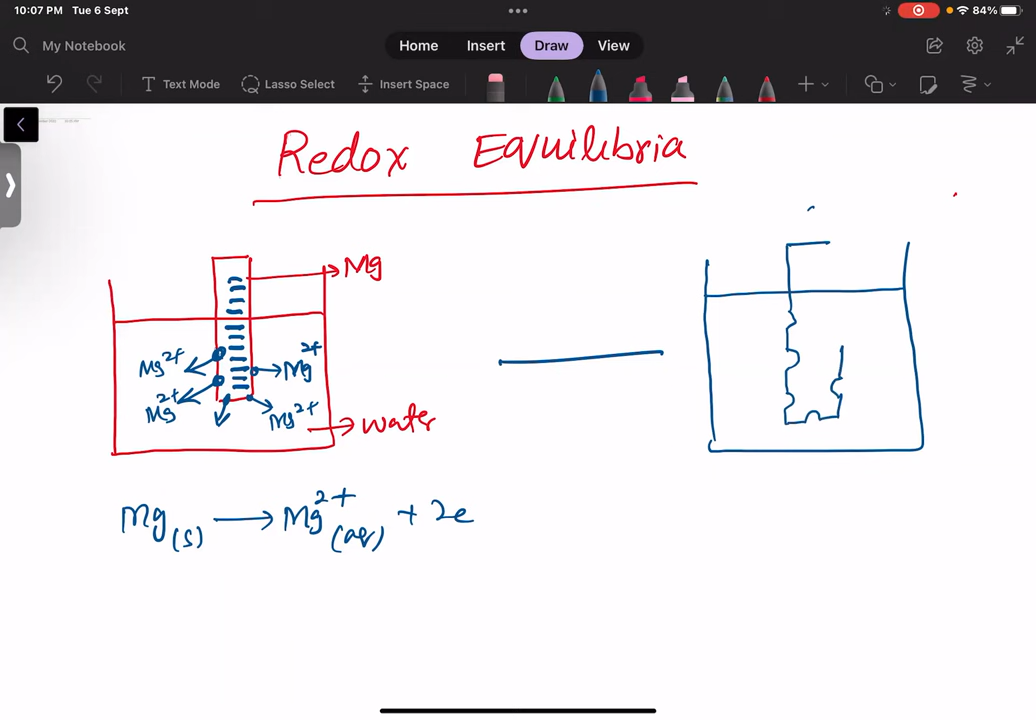 10:07 PM Tue 6 Sept
84%
My Notebook
Home Insert Draw View
Text Mode Lasso Select Insert Space
Redox Equilibria
Mg
Mg2+
Mg2+
Mg2+
Mg2+
water
Mg(s) → Mg2+(aq) + 2e